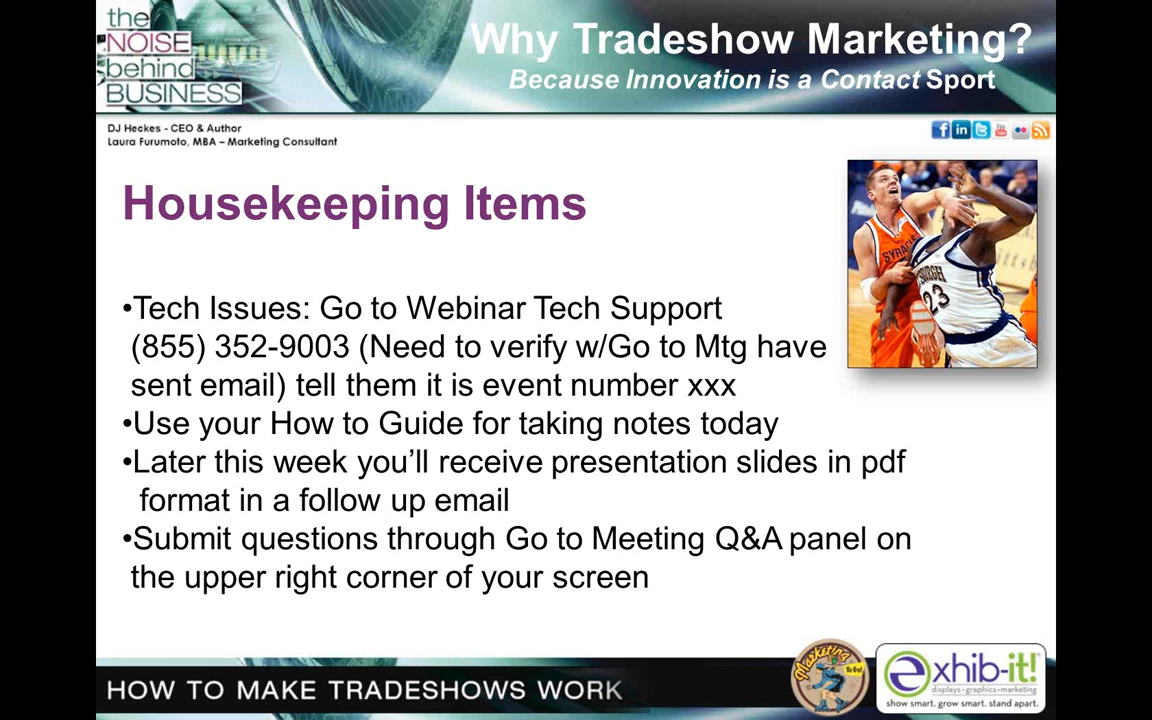 the
NOISE
behind
BUSINESS
Why Tradeshow Marketing?
Because Innovation is a Contact Sport
DJ Heckes - CEO & Author
Laura Furumoto, MBA – Marketing Consultant
Housekeeping Items
SYRAC
23
•Tech Issues: Go to Webinar Tech Support
(855) 352-9003 (Need to verify w/Go to Mtg have
sent email) tell them it is event number xxx
•Use your How to Guide for taking notes today
•Later this week you’ll receive presentation slides in pdf
format in a follow up email
•Submit questions through Go to Meeting Q&A panel on
the upper right corner of your screen
HOW TO MAKE TRADESHOWS WORK
Marketing
To Go!
exhib-it!
displays•graphics•marketing
show smart. grow smart. stand apart.